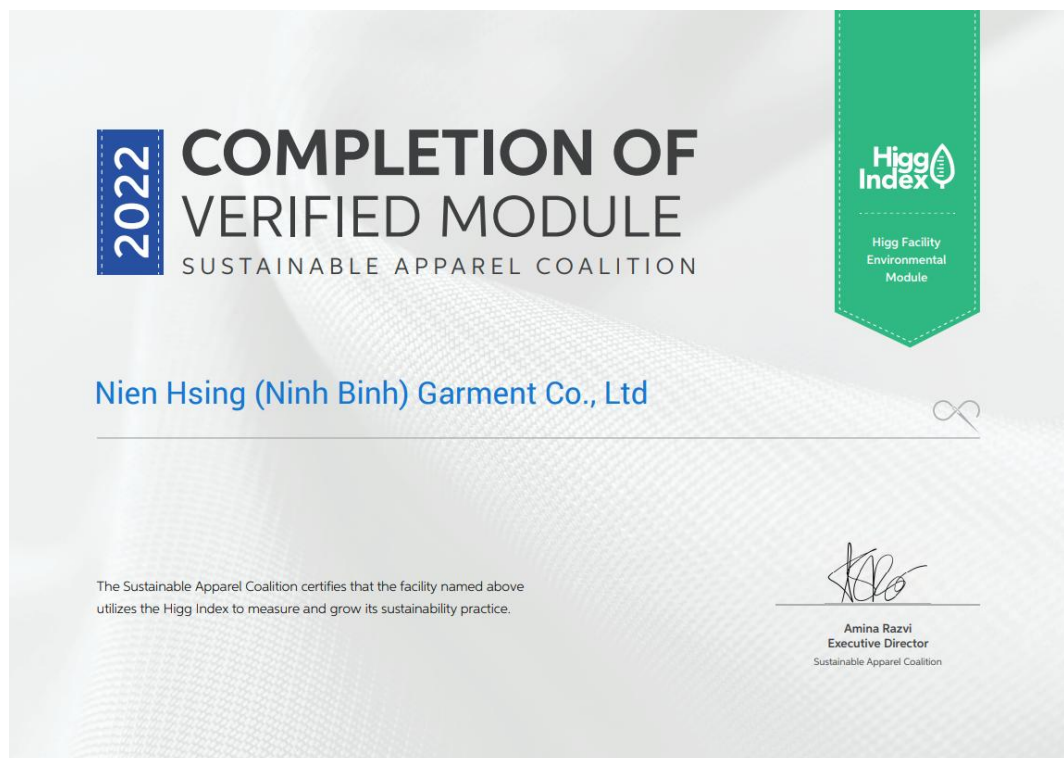 2022
COMPLETION OF
VERIFIED MODULE
SUSTAINABLE APPAREL COALITION
Higg
Index
Higg Facility
Environmental
Module
Nien Hsing (Ninh Binh) Garment Co., Ltd
The Sustainable Apparel Coalition certifies that the facility named above
utilizes the Higg Index to measure and grow its sustainability practice.
Amina Razvi
Executive Director
Sustainable Apparel Coalition